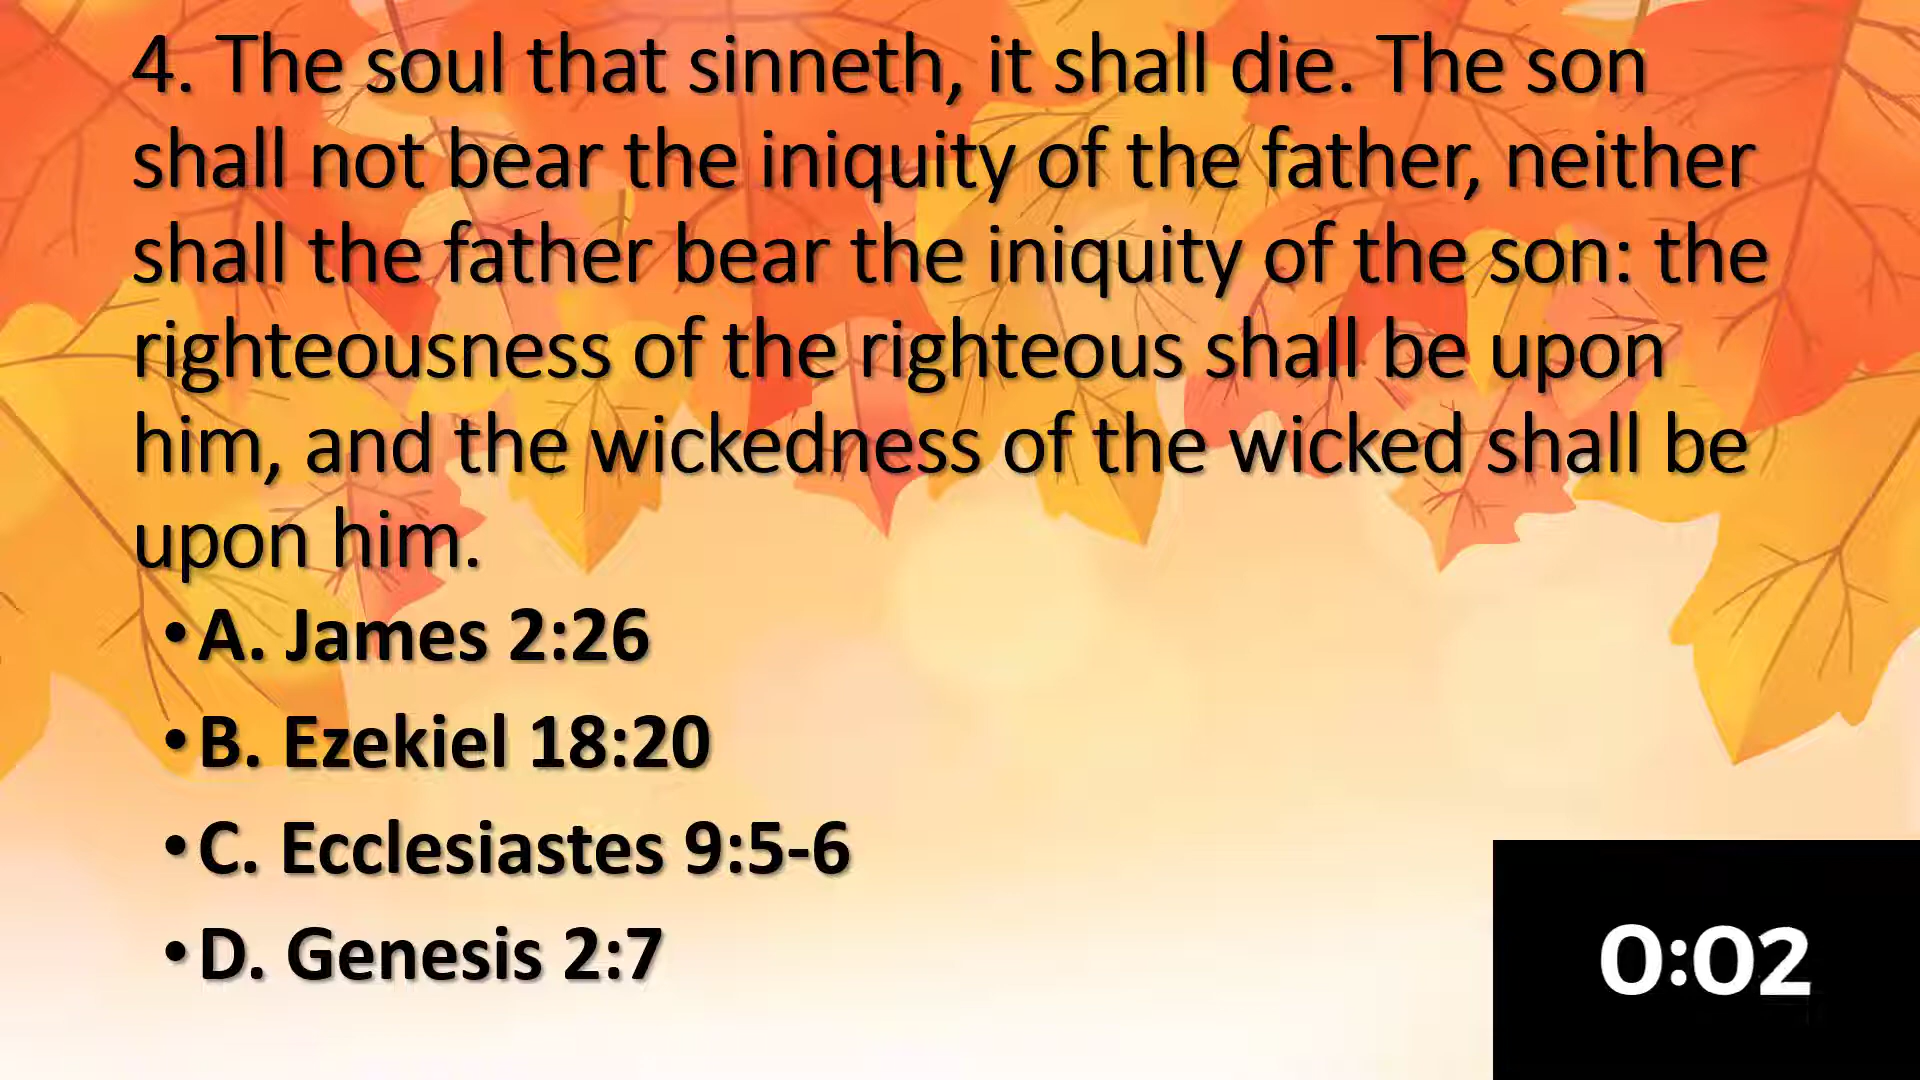 4. The soul that sinneth, it shall die. The son
shall not bear the iniquity of the father, neither
shall the father bear the iniquity of the son: the
righteousness of the righteous shall be upon
him, and the wickedness of the wicked shall be
upon him.
•A. James 2:26
•B. Ezekiel 18:20
•C. Ecclesiastes 9:5-6
•D. Genesis 2:7
0:02